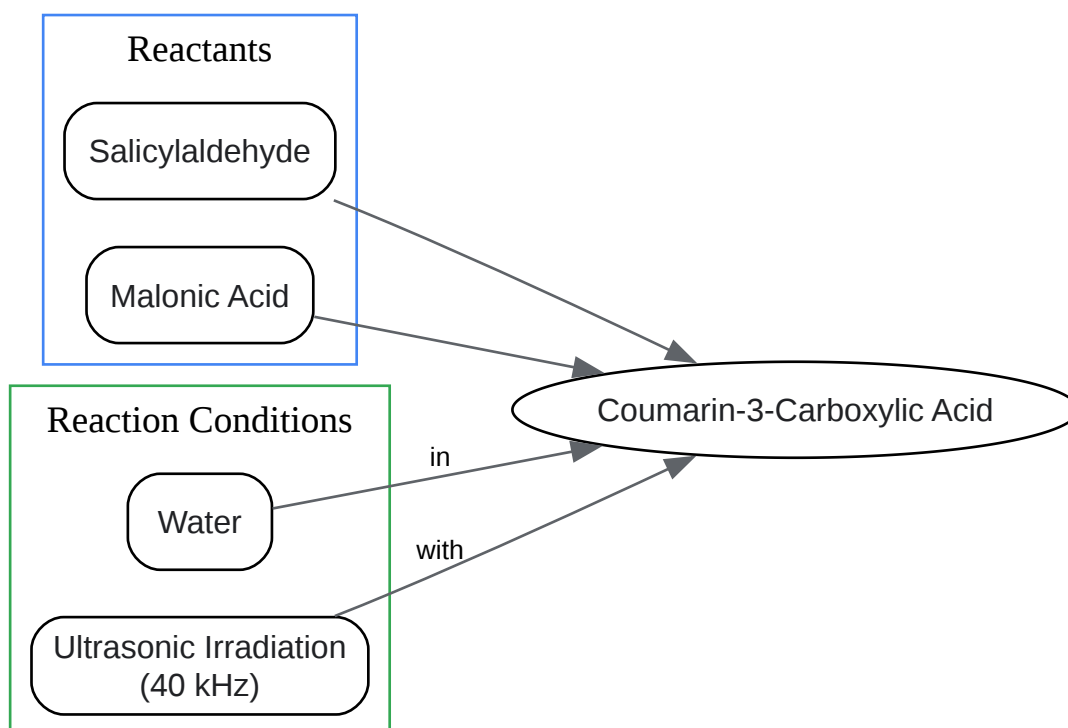 Reactants
Salicylaldehyde
Malonic Acid
Coumarin-3-Carboxylic Acid
Reaction Conditions
in
Water
with
Ultrasonic Irradiation
(40 kHz)